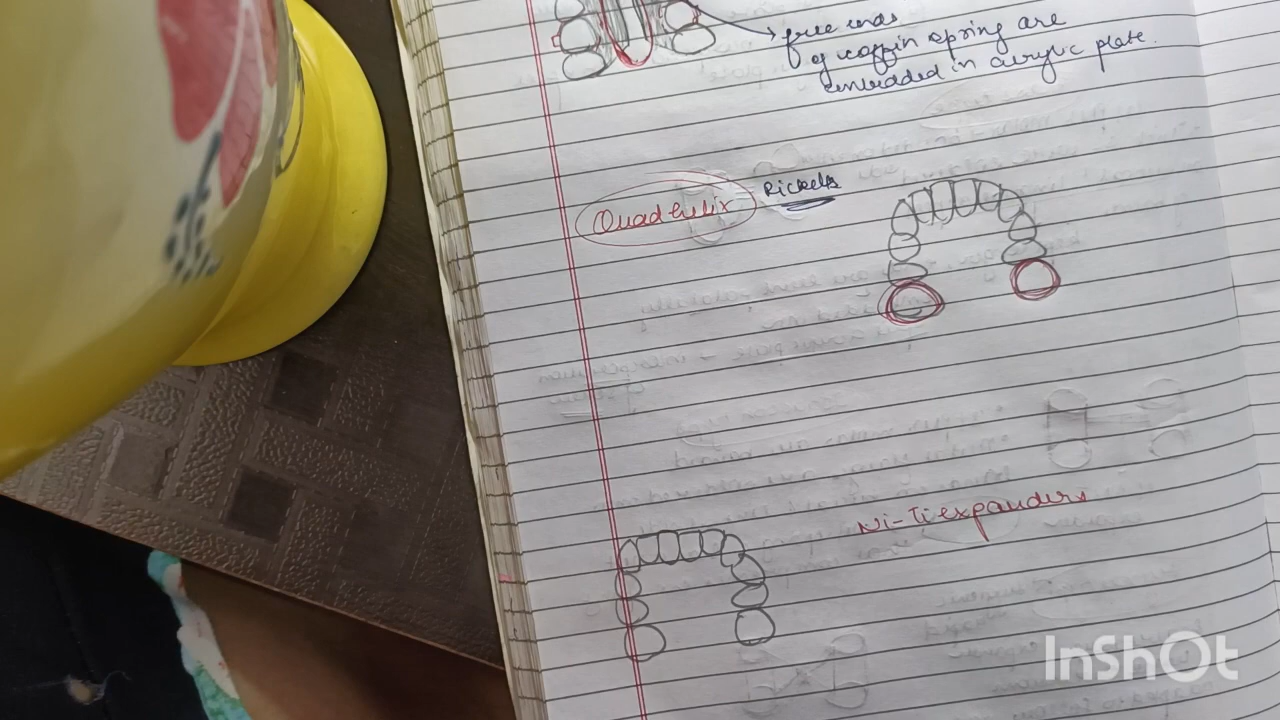 free ends
of coffin spring are
embedded in acrylic plate.
Quadhelix Rickets
Ni-Ti expanders
InShOt